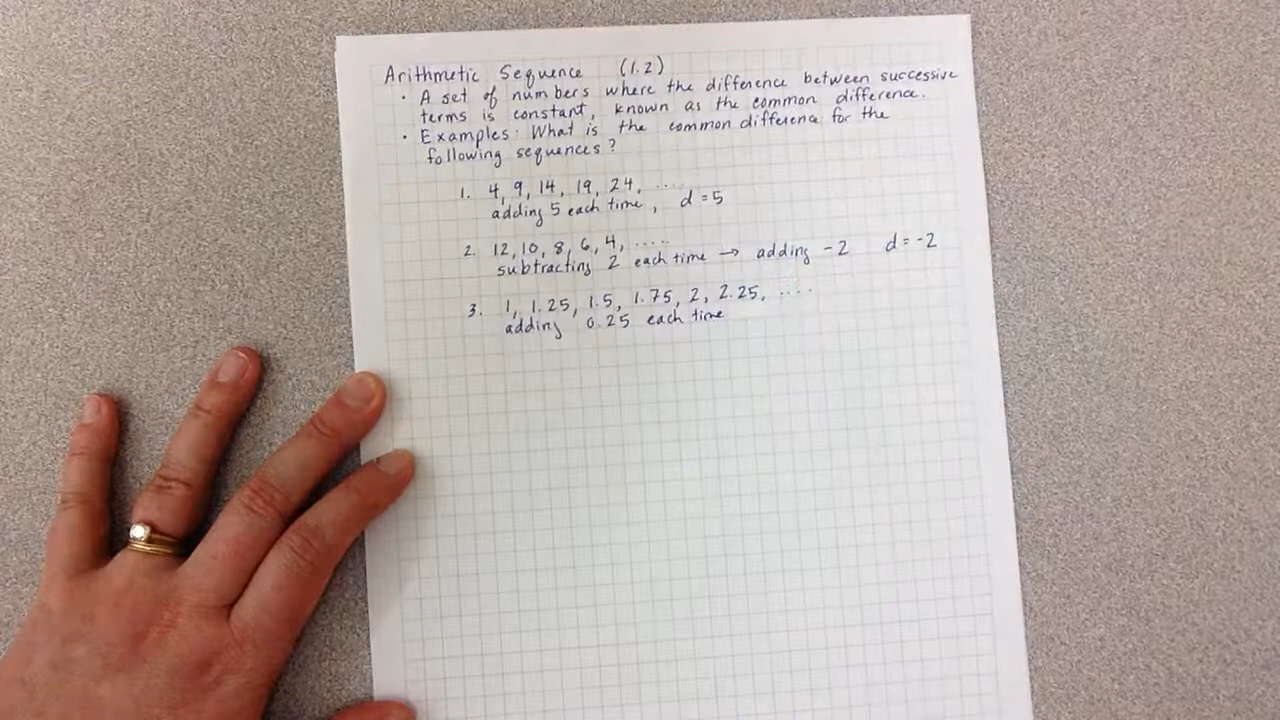 Arithmetic Sequence (1.2)
• A set of numbers where the difference between successive
terms is constant, known as the common difference.
• Examples: What is the common difference for the
following sequences?
1. 4, 9, 14, 19, 24, ....
adding 5 each time, d = 5
2. 12, 10, 8, 6, 4, .....
subtracting 2 each time → adding -2 d = -2
3. 1, 1.25, 1.5, 1.75, 2, 2.25, ....
adding 0.25 each time